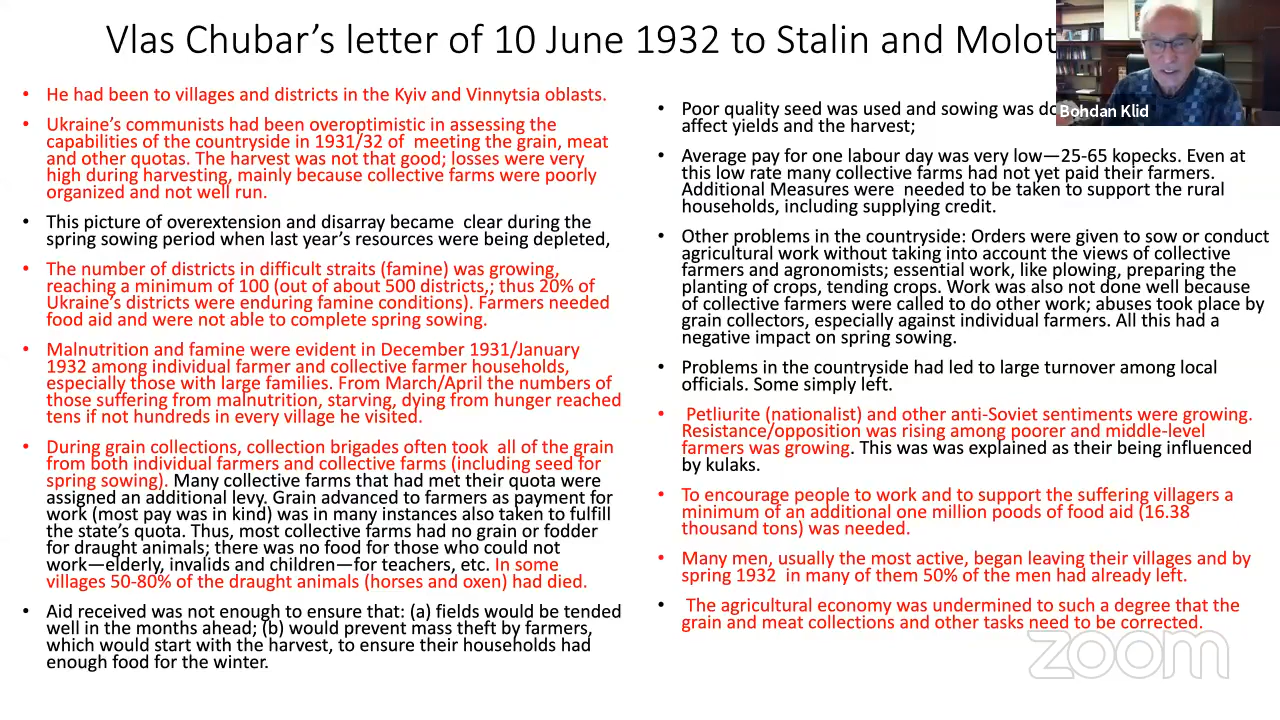 Vlas Chubar's letter of 10 June 1932 to Stalin and Molot
• He had been to villages and districts in the Kyiv and Vinnytsia oblasts.
• Ukraine's communists had been overoptimistic in assessing the
capabilities of the countryside in 1931/32 of meeting the grain, meat
and other quotas. The harvest was not that good; losses were very
high during harvesting, mainly because collective farms were poorly
organized and not well run.
• This picture of overextension and disarray became clear during the
spring sowing period when last year's resources were being depleted,
• The number of districts in difficult straits (famine) was growing,
reaching a minimum of 100 (out of about 500 districts,; thus 20% of
Ukraine's districts were enduring famine conditions). Farmers needed
food aid and were not able to complete spring sowing.
• Malnutrition and famine were evident in December 1931/January
1932 among individual farmer and collective farmer households,
especially those with large families. From March/April the numbers of
those suffering from malnutrition, starving, dying from hunger reached
tens if not hundreds in every village he visited.
• During grain collections, collection brigades often took all of the grain
from both individual farmers and collective farms (including seed for
spring sowing). Many collective farms that had met their quota were
assigned an additional levy. Grain advanced to farmers as payment for
work (most pay was in kind) was in many instances also taken to fulfill
the state's quota. Thus, most collective farms had no grain or fodder
for draught animals; there was no food for those who could not
work—elderly, invalids and children—for teachers, etc. In some
villages 50-80% of the draught animals (horses and oxen) had died.
• Aid received was not enough to ensure that: (a) fields would be tended
well in the months ahead; (b) would prevent mass theft by farmers,
which would start with the harvest, to ensure their households had
enough food for the winter.
• Poor quality seed was used and sowing was do
affect yields and the harvest;
• Average pay for one labour day was very low—25-65 kopecks. Even at
this low rate many collective farms had not yet paid their farmers.
Additional Measures were needed to be taken to support the rural
households, including supplying credit.
• Other problems in the countryside: Orders were given to sow or conduct
agricultural work without taking into account the views of collective
farmers and agronomists; essential work, like plowing, preparing the
planting of crops, tending crops. Work was also not done well because
of collective farmers were called to do other work; abuses took place by
grain collectors, especially against individual farmers. All this had a
negative impact on spring sowing.
• Problems in the countryside had led to large turnover among local
officials. Some simply left.
• Petliurite (nationalist) and other anti-Soviet sentiments were growing.
Resistance/opposition was rising among poorer and middle-level
farmers was growing. This was was explained as their being influenced
by kulaks.
• To encourage people to work and to support the suffering villagers a
minimum of an additional one million poods of food aid (16.38
thousand tons) was needed.
• Many men, usually the most active, began leaving their villages and by
spring 1932 in many of them 50% of the men had already left.
• The agricultural economy was undermined to such a degree that the
grain and meat collections and other tasks need to be corrected.
Bohdan Klid
zoom